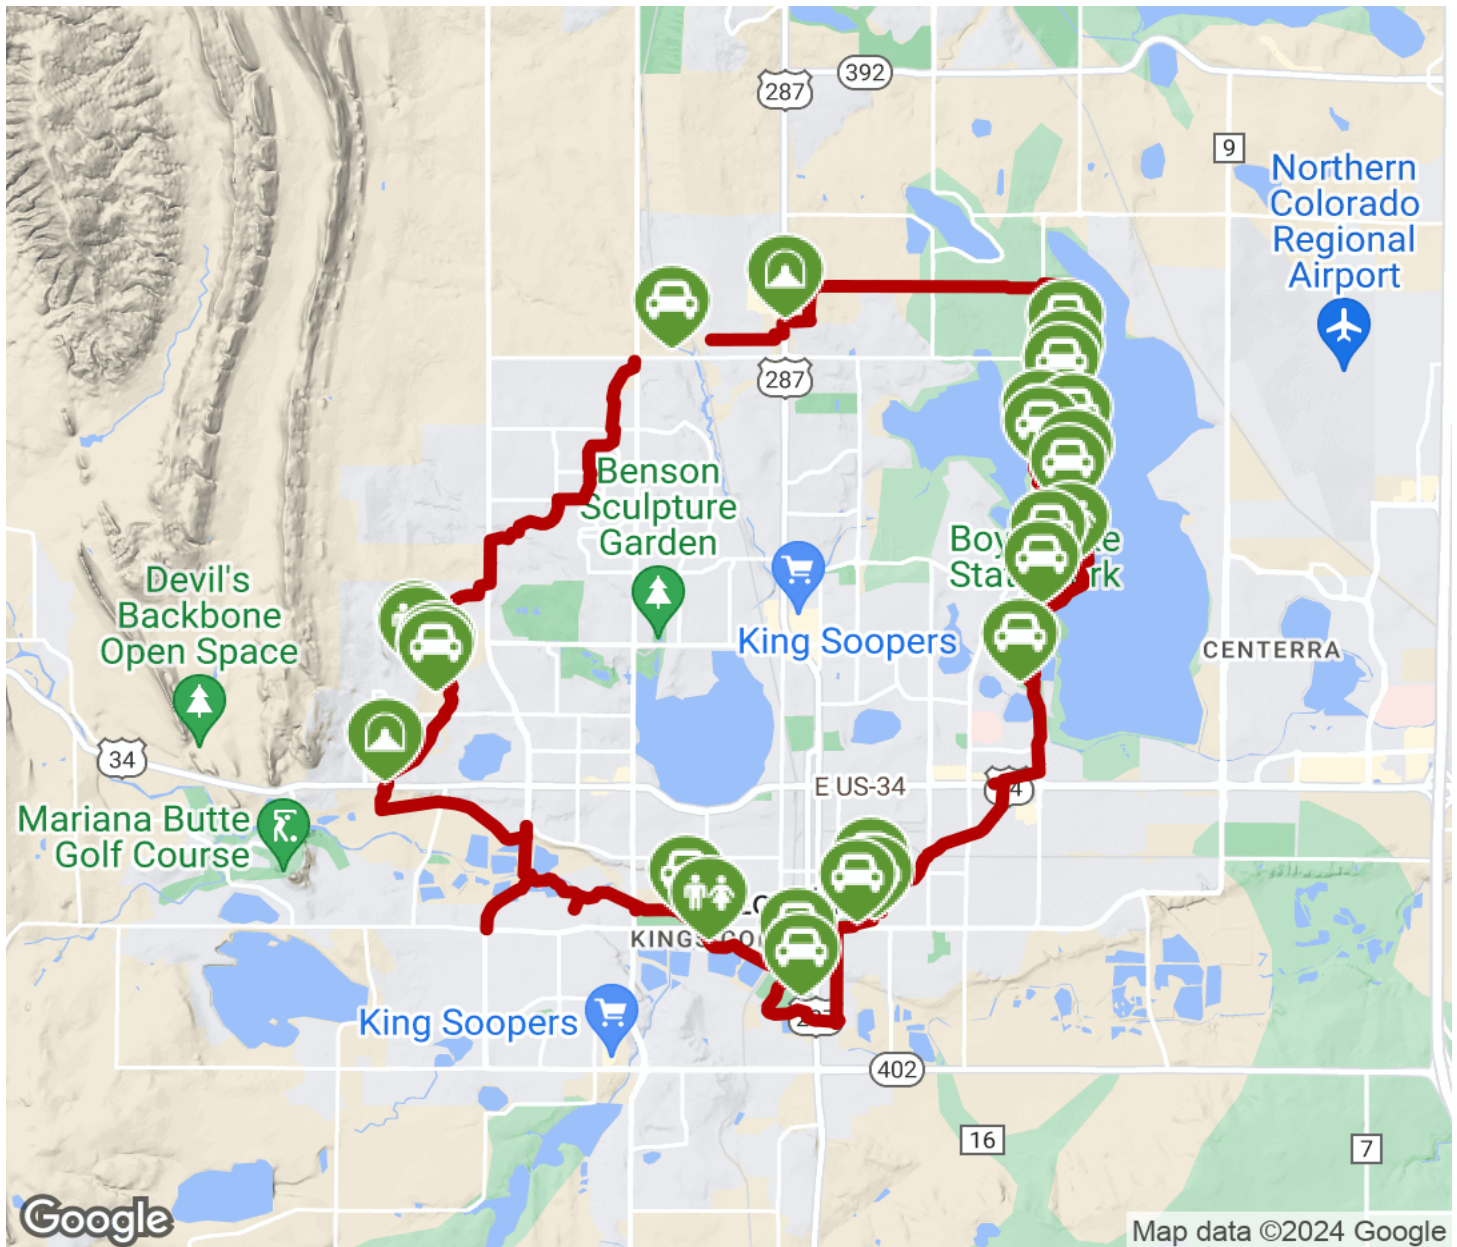 392
287
9
Northern
Colorado
Regional
Airport
287
Benson
Sculpture
Garden
Devil's
Backbone
Open Space
King Soopers
CENTERRA
34
E US-34
Mariana Butte
Golf Course
King Soopers
402
16
7
Google
Map data ©2024 Google